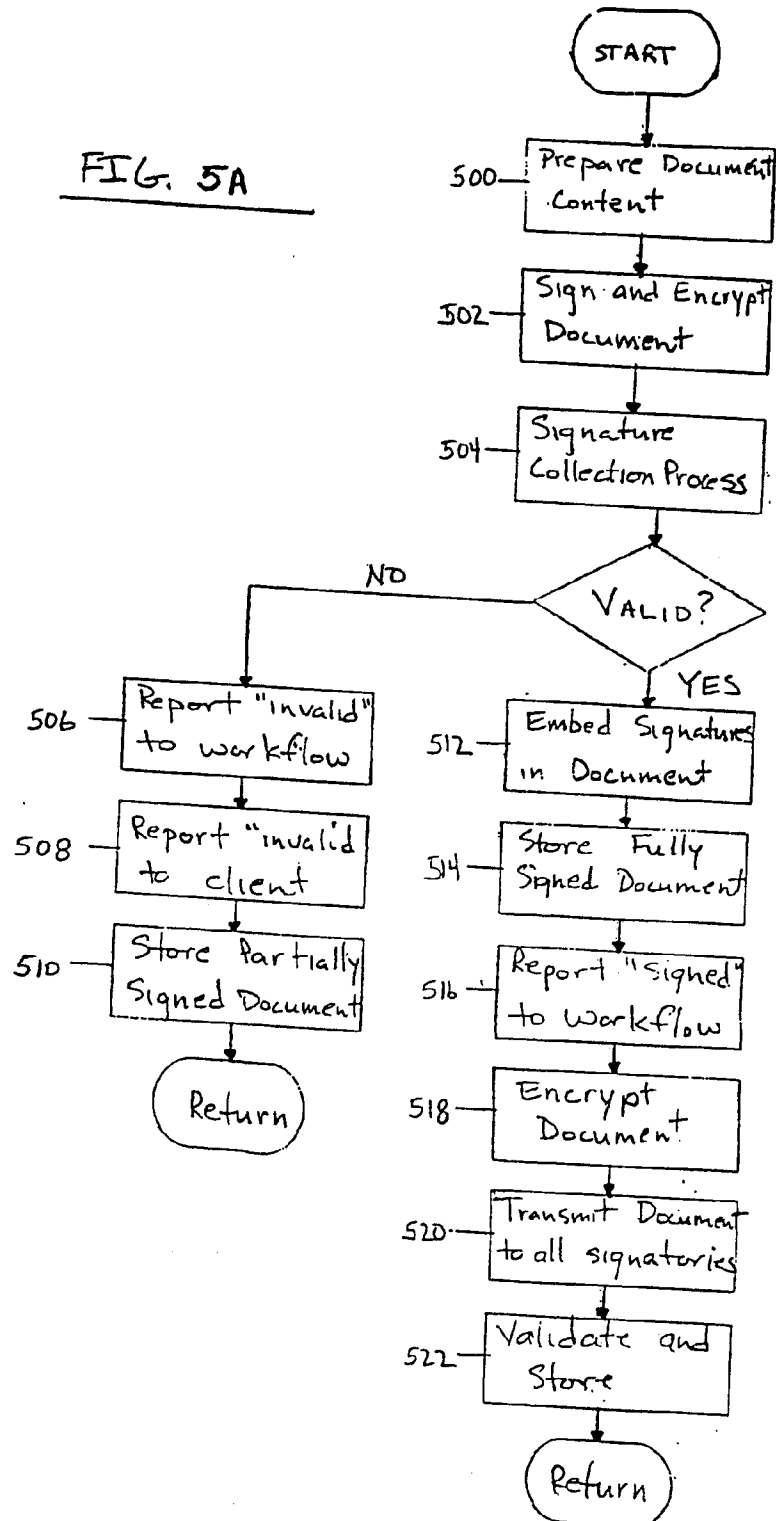 START
FIG. 5A
500
Prepare Document
Content
502
Sign and Encrypt
Document
504
Signature
Collection Process
VALID?
NO
YES
506
Report "invalid"
to workflow
508
Report "invalid
to client
510
Store Partially
Signed Document
Return
512
Embed Signatures
in Document
514
Store Fully
Signed Document
516
Report "Signed"
to workflow
518
Encrypt
Document
520
Transmit Document
to all signatories
522
Validate and
Store
Return